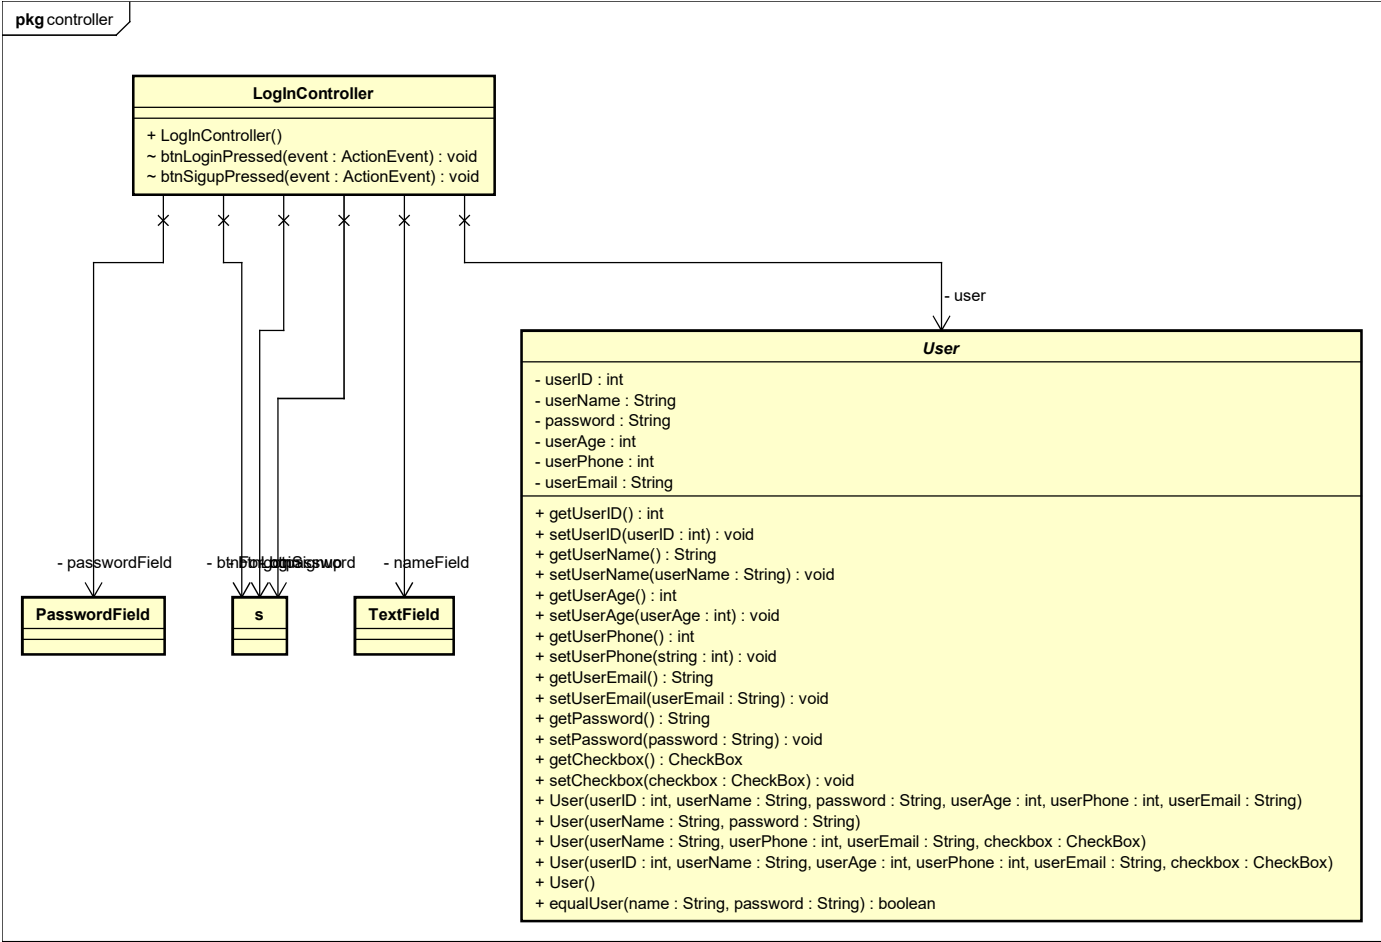 pkg controller
LogInController
+ LogInController()
~ btnLoginPressed(event : ActionEvent) : void
~ btnSigupPressed(event : ActionEvent) : void
- user
User
- userID : int
- userName : String
- password : String
- userAge : int
- userPhone : int
- userEmail : String
+ getUserID() : int
+ setUserID(userID : int) : void
+ getUserName() : String
+ setUserName(userName : String) : void
+ getUserAge() : int
+ setUserAge(userAge : int) : void
+ getUserPhone() : int
+ setUserPhone(string : int) : void
+ getUserEmail() : String
+ setUserEmail(userEmail : String) : void
+ getPassword() : String
+ setPassword(password : String) : void
+ getCheckbox() : CheckBox
+ setCheckbox(checkbox : CheckBox) : void
+ User(userID : int, userName : String, password : String, userAge : int, userPhone : int, userEmail : String)
+ User(userName : String, password : String)
+ User(userName : String, userPhone : int, userEmail : String, checkbox : CheckBox)
+ User(userID : int, userName : String, userAge : int, userPhone : int, userEmail : String, checkbox : CheckBox)
+ User()
+ equalUser(name : String, password : String) : boolean
- passwordField
- nameField
PasswordField
s
TextField